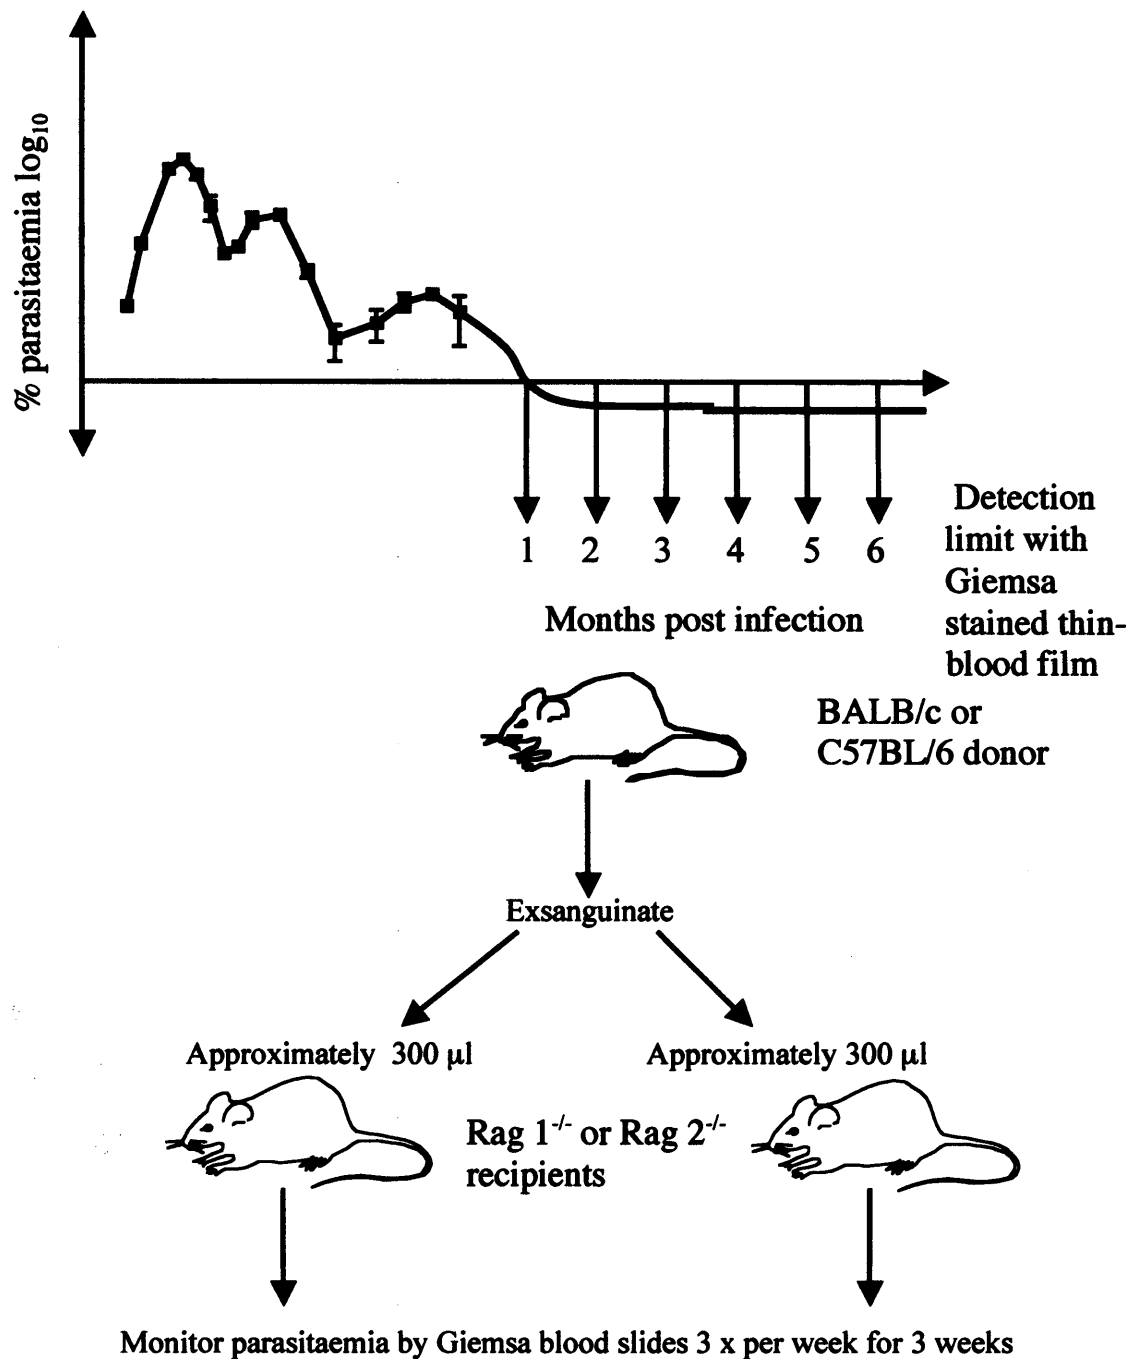 % parasitaemia log10
1 2 3 4 5 6
Months post infection
Detection
limit with
Giemsa
stained thin-
blood film
BALB/c or
C57BL/6 donor
Exsanguinate
Approximately 300 µl
Approximately 300 µl
Rag 1-/- or Rag 2-/-
recipients
Monitor parasitaemia by Giemsa blood slides 3 x per week for 3 weeks